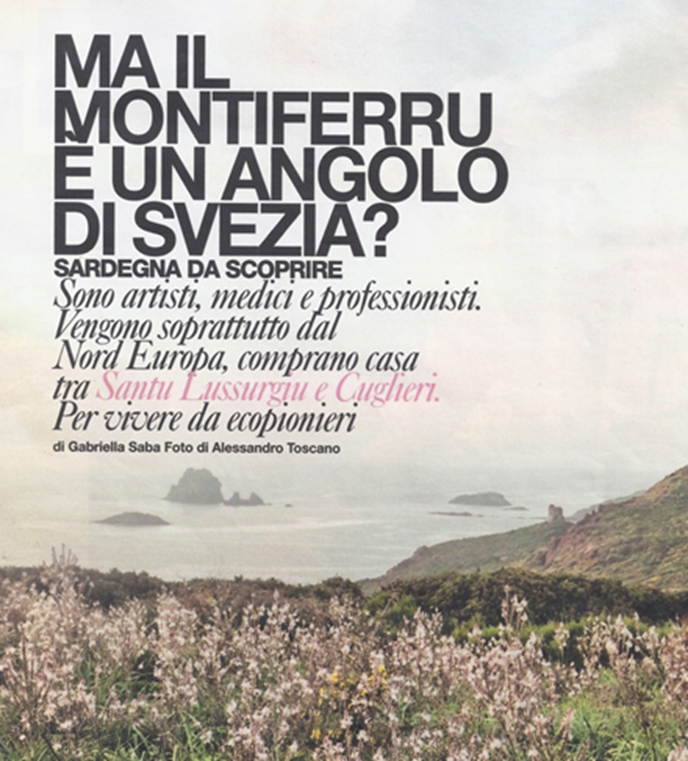 MA IL
MONTIFERRU
È UN ANGOLO
DI SVEZIA?
SARDEGNA DA SCOPRIRE
Sono artisti, medici e professionisti.
Vengono soprattutto dal
Nord Europa, comprano casa
tra Santu Lussurgiu e Cuglieri.
Per vivere da ecopionieri
di Gabriella Saba Foto di Alessandro Toscano